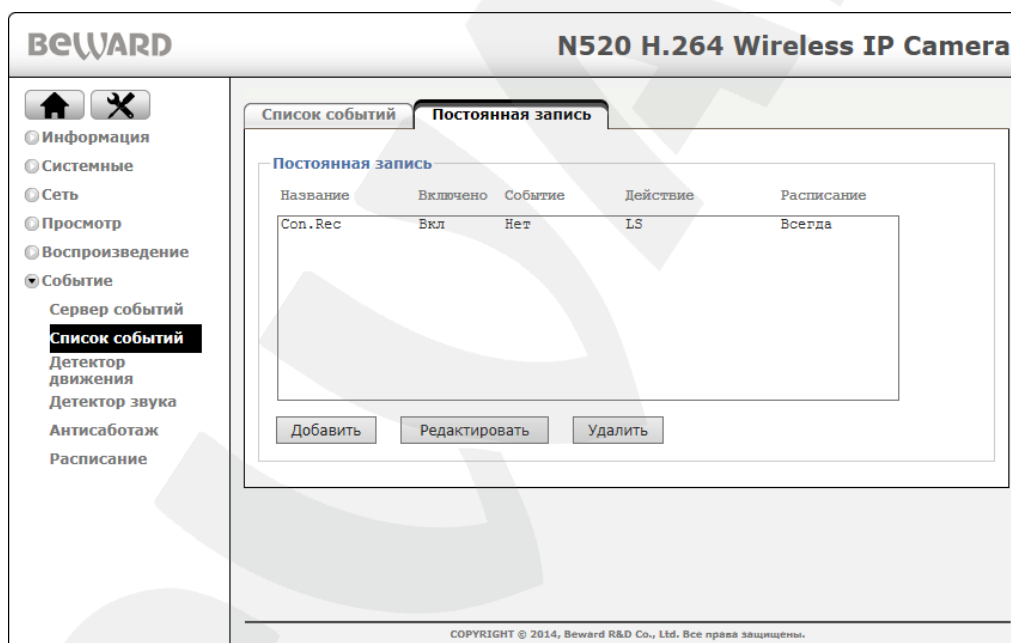 BEWARD
N520 H.264 Wireless IP Camera
Информация
Системные
Сеть
Просмотр
Воспроизведение
Событие
Сервер событий
Список событий
Детектор
движения
Детектор звука
Антисаботаж
Расписание
Список событий Постоянная запись
Постоянная запись
Название Включено Событие Действие Расписание
Con.Rec Вкл Нет LS Всегда
Добавить Редактировать Удалить
COPYRIGHT © 2014, Beward R&D Co., Ltd. Все права защищены.